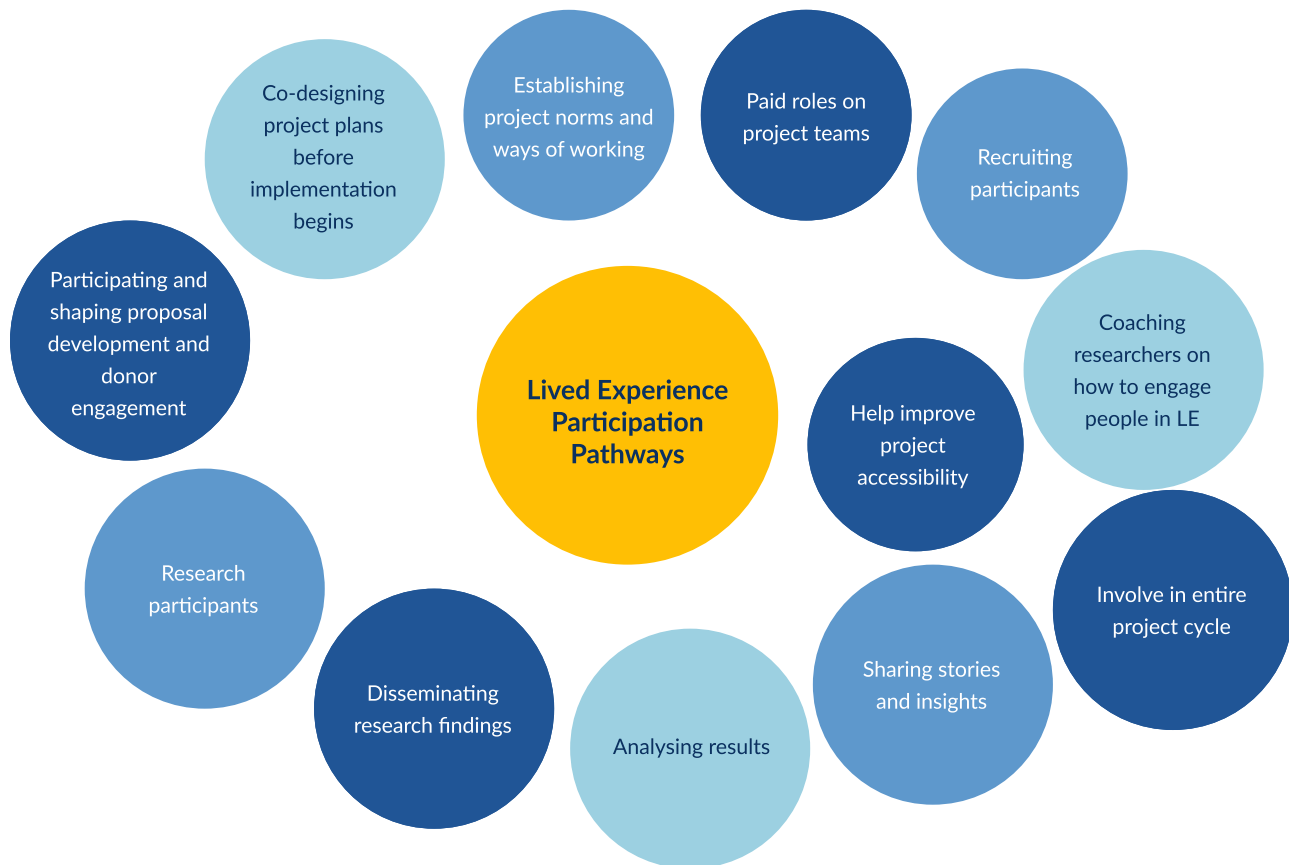 Co-designing
project plans
before
implementation
begins
Establishing
project norms and
ways of working
Paid roles on
project teams
Recruiting
participants
Participating and
shaping proposal
development and
donor
engagement
Lived Experience
Participation
Pathways
Help improve
project
accessibility
Coaching
researchers on
how to engage
people in LE
Research
participants
Disseminating
research findings
Analysing results
Sharing stories
and insights
Involve in entire
project cycle